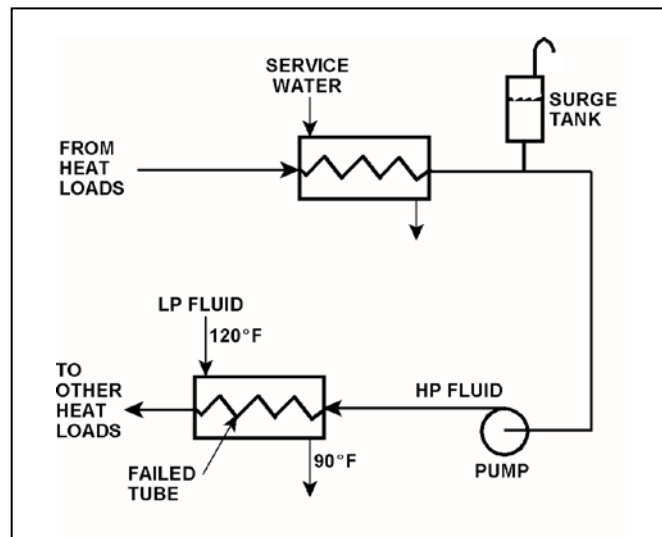 SERVICE
WATER
SURGE
TANK
FROM
HEAT
LOADS
LP FLUID
120°F
TO
OTHER
HEAT
LOADS
HP FLUID
90°F
FAILED
TUBE
PUMP